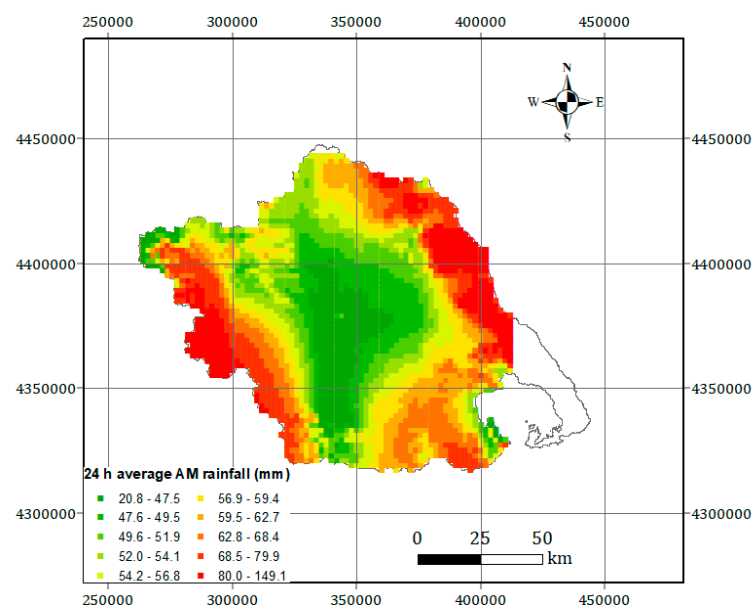 250000 300000 350000 400000 450000
N
W E
S
4450000 4450000
4400000 4400000
4350000 4350000
4300000 4300000
24 h average AM rainfall (mm)
20.8 - 47.5 56.9 - 59.4
47.6 - 49.5 59.5 - 62.7
49.6 - 51.9 62.8 - 68.4
52.0 - 54.1 68.5 - 79.9
54.2 - 56.8 80.0 - 149.1
0 25 50
km
250000 300000 350000 400000 450000